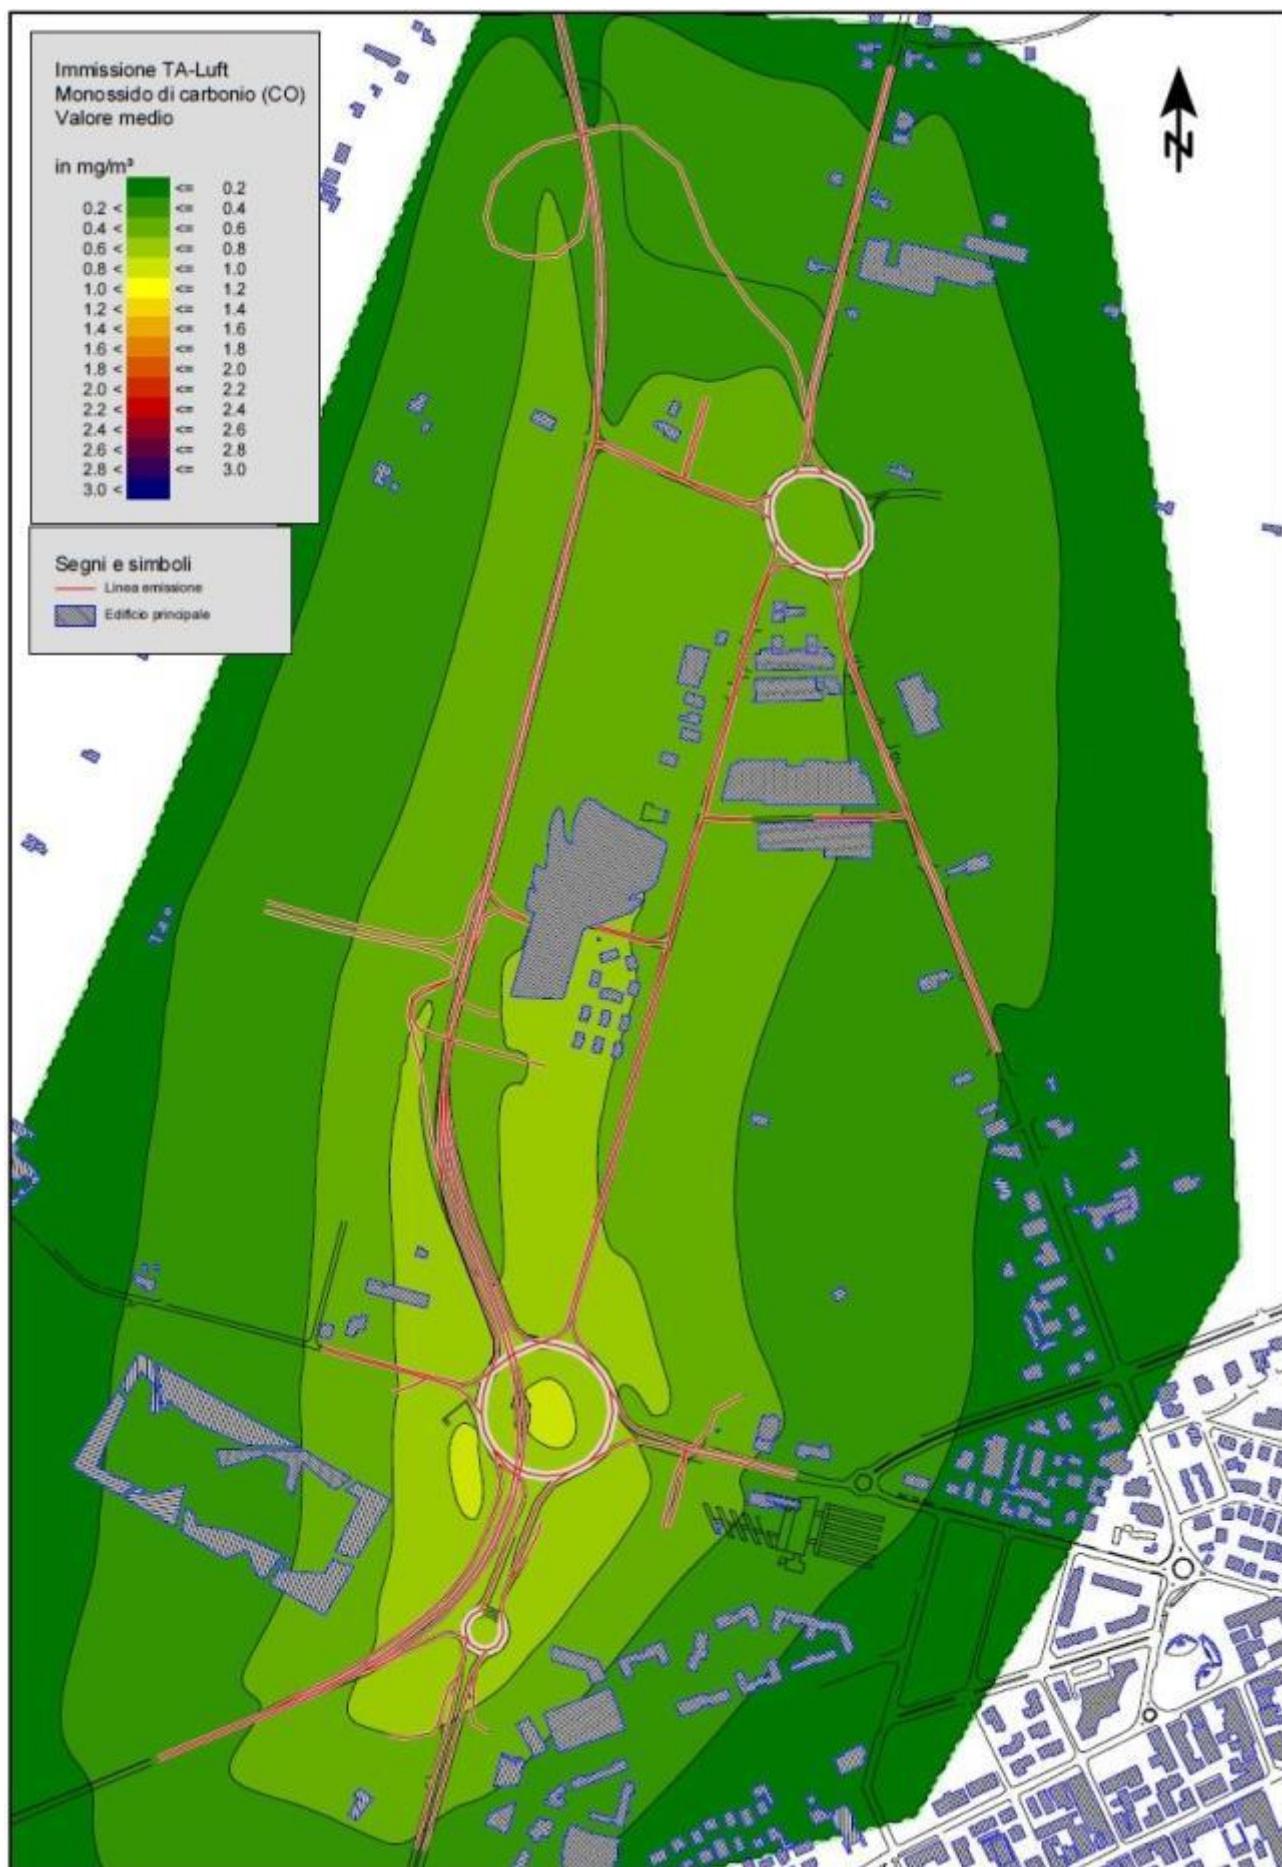 Immissione TA-Luft
Monossido di carbonio (CO)
Valore medio
in mg/m³
<= 0.2
0.2 < <= 0.4
0.4 < <= 0.6
0.6 < <= 0.8
0.8 < <= 1.0
1.0 < <= 1.2
1.2 < <= 1.4
1.4 < <= 1.6
1.6 < <= 1.8
1.8 < <= 2.0
2.0 < <= 2.2
2.2 < <= 2.4
2.4 < <= 2.6
2.6 < <= 2.8
2.8 < <= 3.0
3.0 <
N
Segni e simboli
Linea emissione
Edificio principale